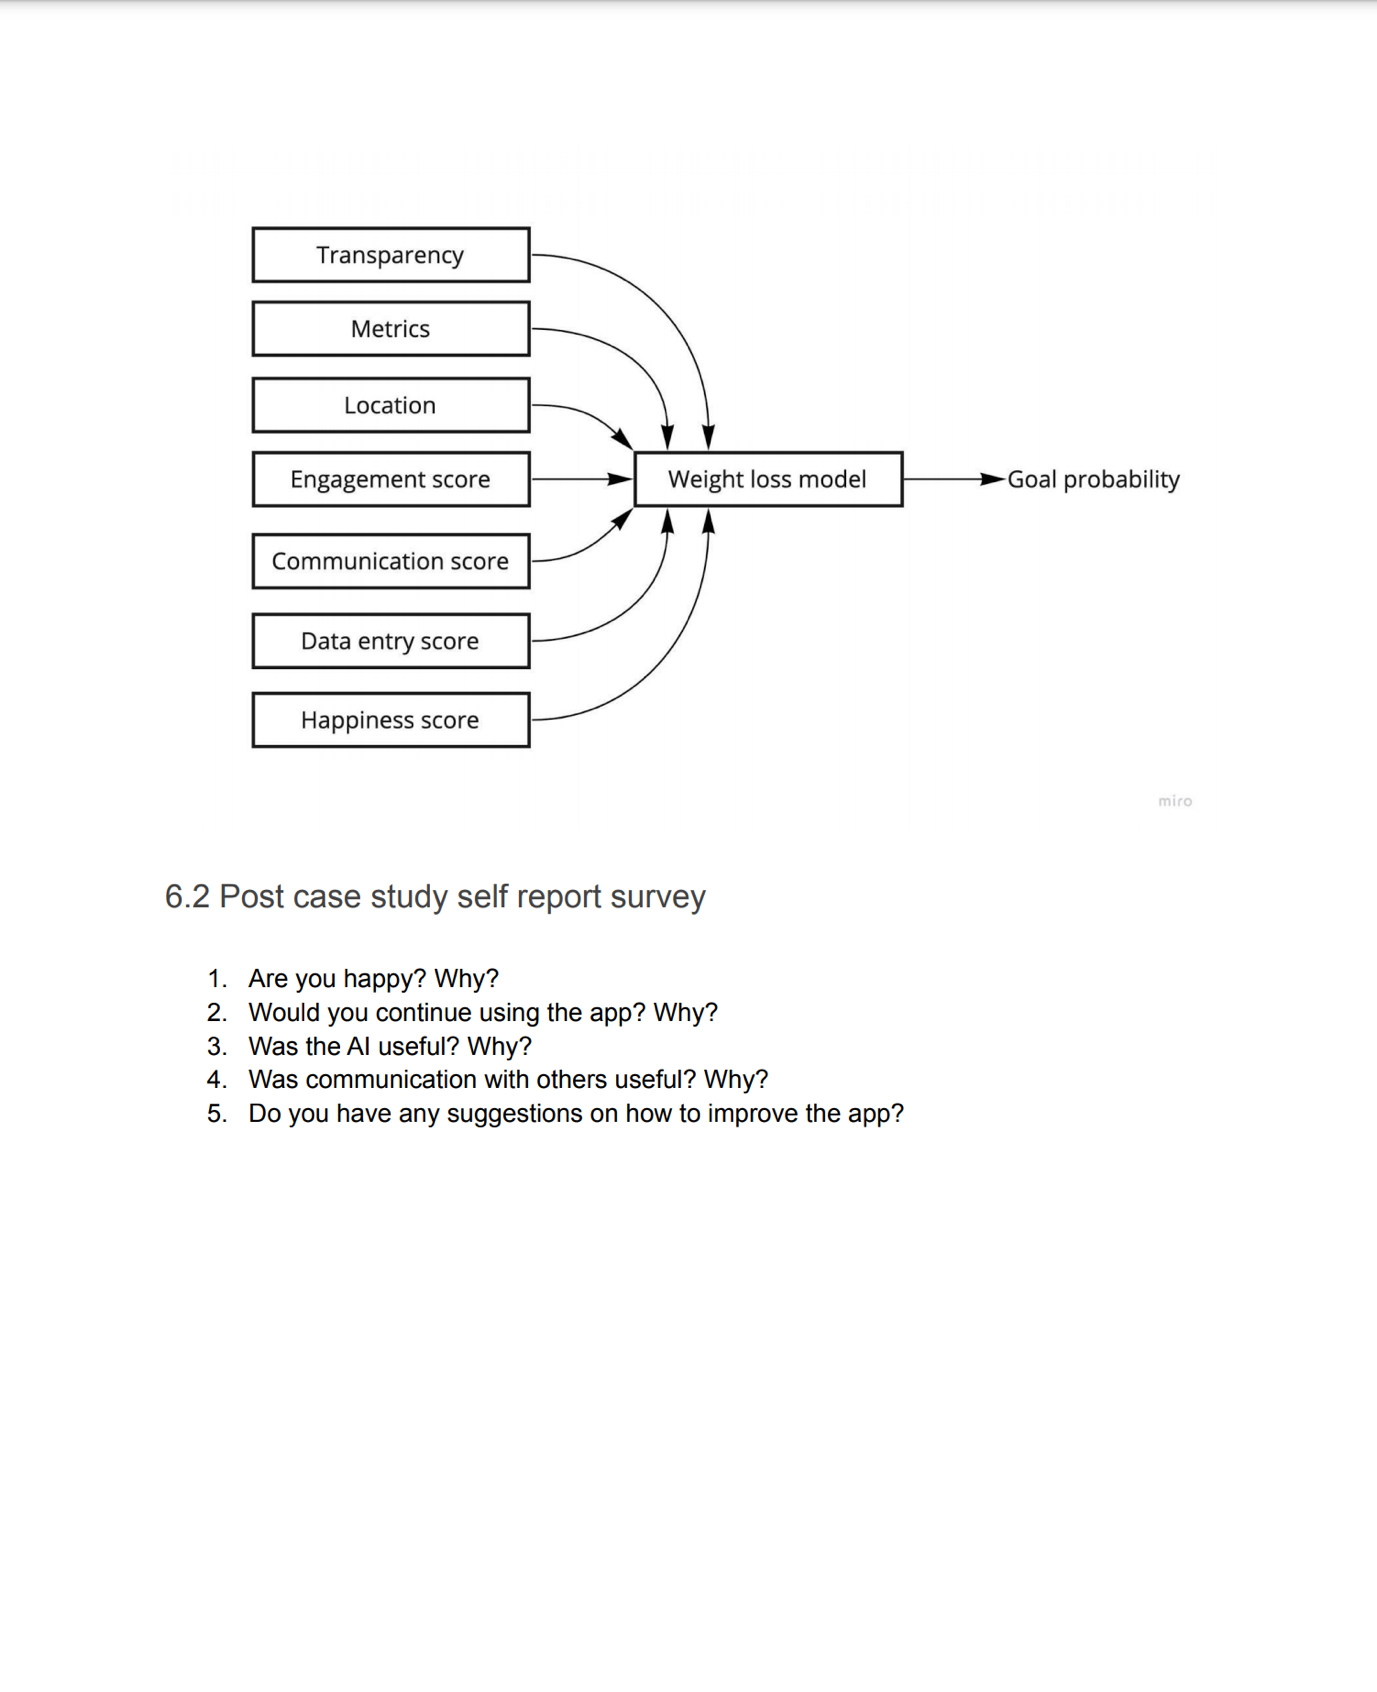 Transparency
Metrics
Location
Engagement score
Weight loss model
Goal probability
Communication score
Data entry score
Happiness score
miro
6.2 Post case study self report survey
1. Are you happy? Why?
2. Would you continue using the app? Why?
3. Was the AI useful? Why?
4. Was communication with others useful? Why?
5. Do you have any suggestions on how to improve the app?